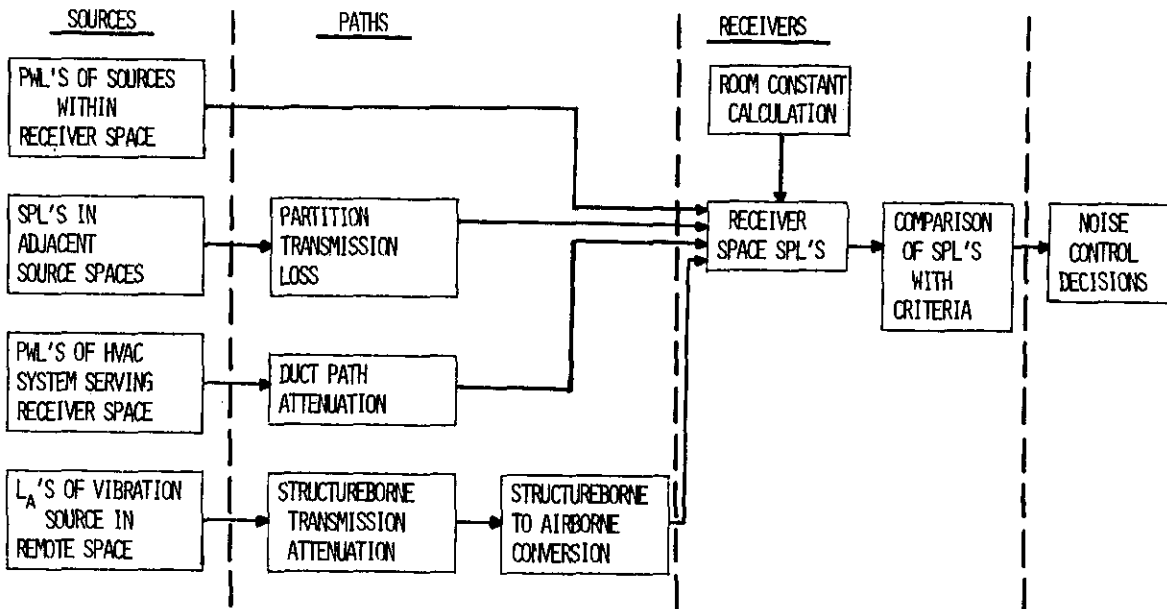 SOURCES
PATHS
RECEIVERS
PWL'S OF SOURCES
WITHIN
RECEIVER SPACE
ROOM CONSTANT
CALCULATION
SPL'S IN
ADJACENT
SOURCE SPACES
PARTITION
TRANSMISSION
LOSS
RECEIVER
SPACE SPL'S
COMPARISON
OF SPL'S
WITH
CRITERIA
NOISE
CONTROL
DECISIONS
PWL'S OF HVAC
SYSTEM SERVING
RECEIVER SPACE
DUCT PATH
ATTENUATION
LA'S OF VIBRATION
SOURCE IN
REMOTE SPACE
STRUCTUREBORNE
TRANSMISSION
ATTENUATION
STRUCTUREBORNE
TO AIRBORNE
CONVERSION